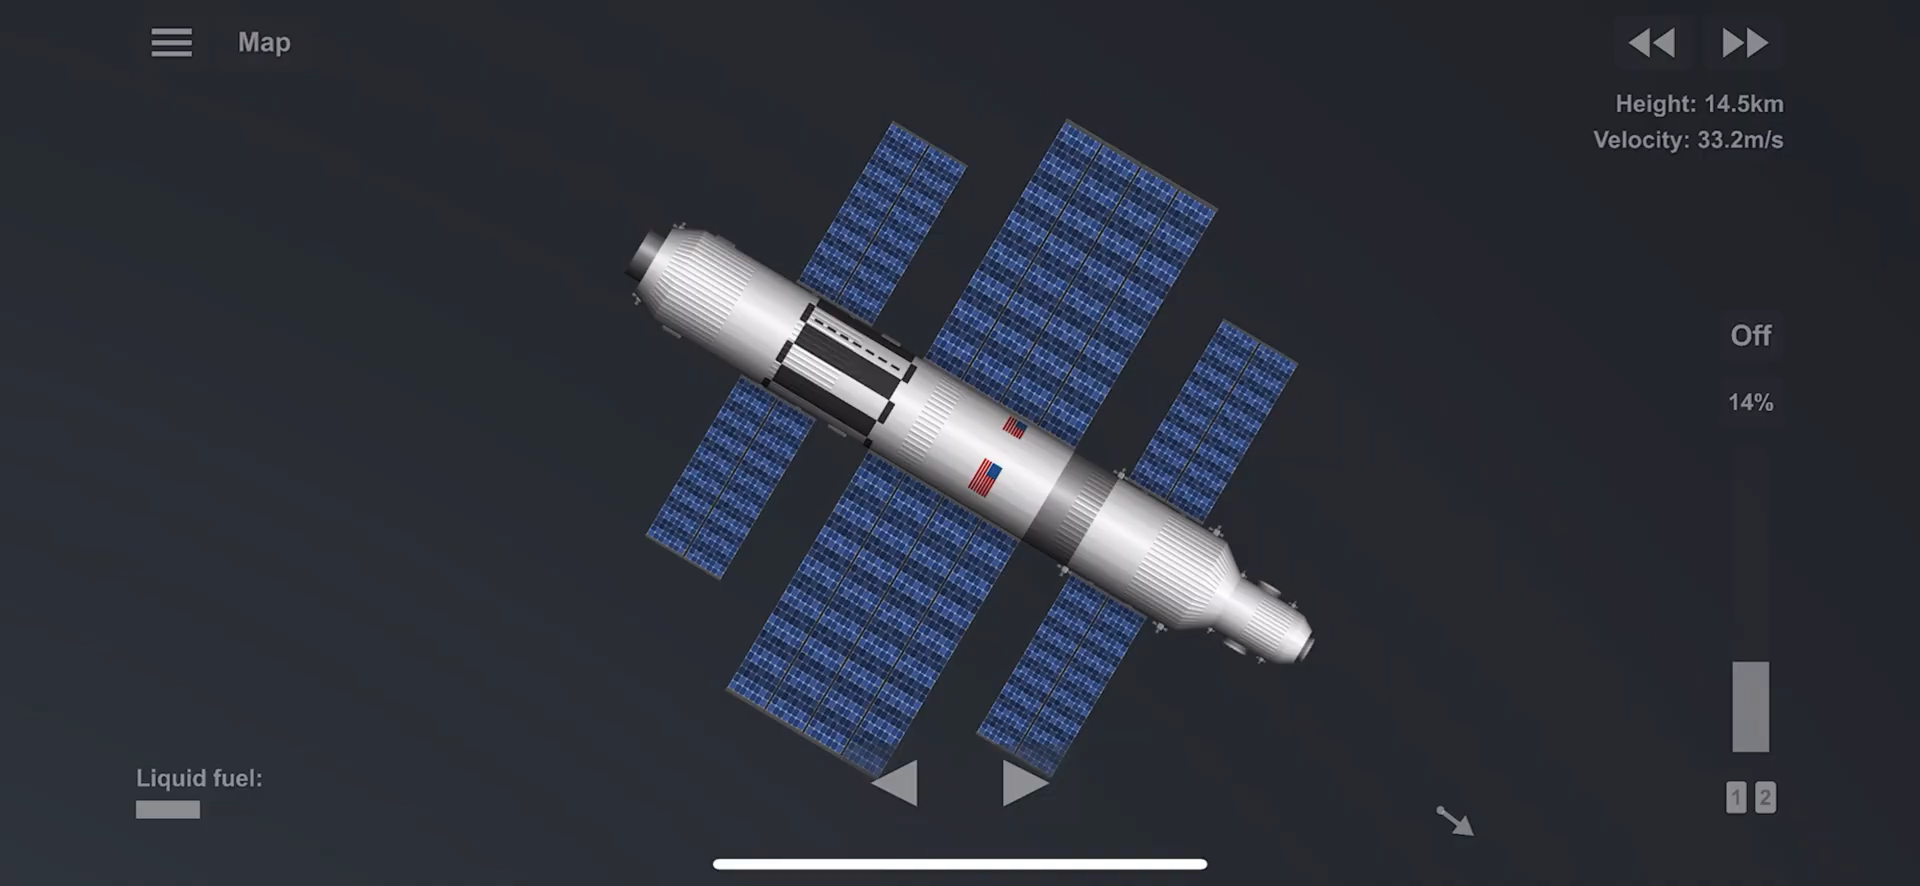 Map
Height: 14.5km
Velocity: 33.2m/s
Off
14%
Liquid fuel:
1 2